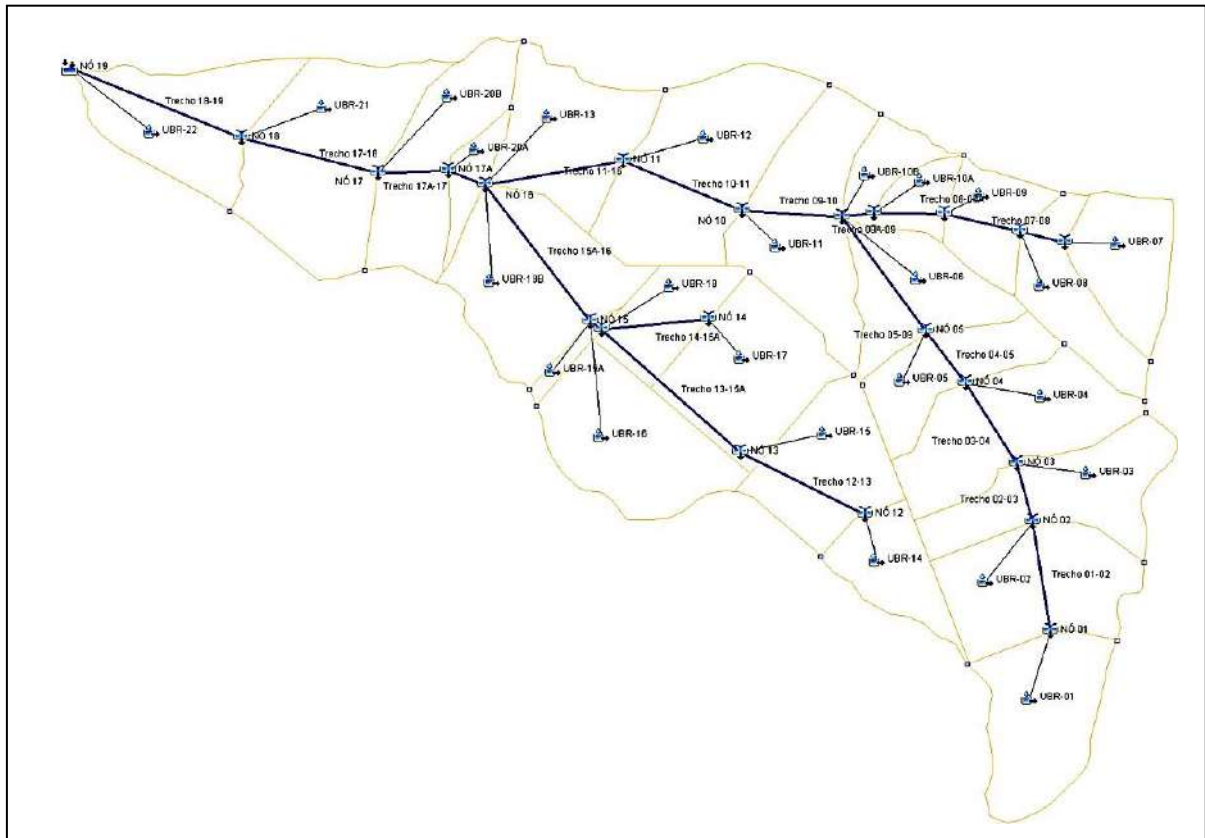 NÓ 19
Trecho 18-19
UBR-22
NÓ 18
UBR-21
Trecho 17-18
UBR-20B
NÓ 17
NÓ 17A
UBR-20A
Trecho 17A-17
UBR-13
NÓ 16
Trecho 11-16
NÓ 11
UBR-12
Trecho 10-11
NÓ 10
UBR-11
Trecho 09-10
UBR-10B
UBR-10A
UBR-09
Trecho 09A-09
Trecho 07-08
UBR-07
UBR-08
UBR-06
Trecho 15A-16
UBR-19B
NÓ 15
UBR-18
NÓ 14
Trecho 14-15A
UBR-17
UBR-19A
Trecho 13-15A
UBR-16
NÓ 13
UBR-15
Trecho 12-13
NÓ 12
UBR-14
NÓ 05
Trecho 05-09
Trecho 04-05
UBR-05
NÓ 04
UBR-04
Trecho 03-04
NÓ 03
UBR-03
Trecho 02-03
NÓ 02
UBR-02
Trecho 01-02
NÓ 01
UBR-01